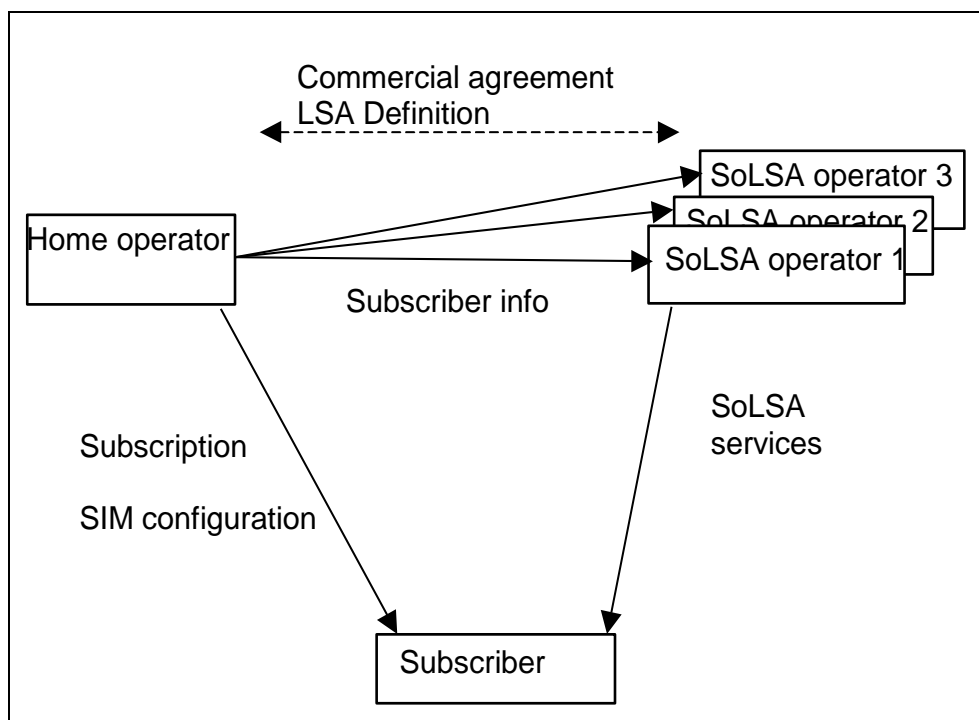 Commercial agreement
LSA Definition
SoLSA operator 3
SoLSA operator 2
Home operator
SoLSA operator 1
Subscriber info
SoLSA
services
Subscription
SIM configuration
Subscriber